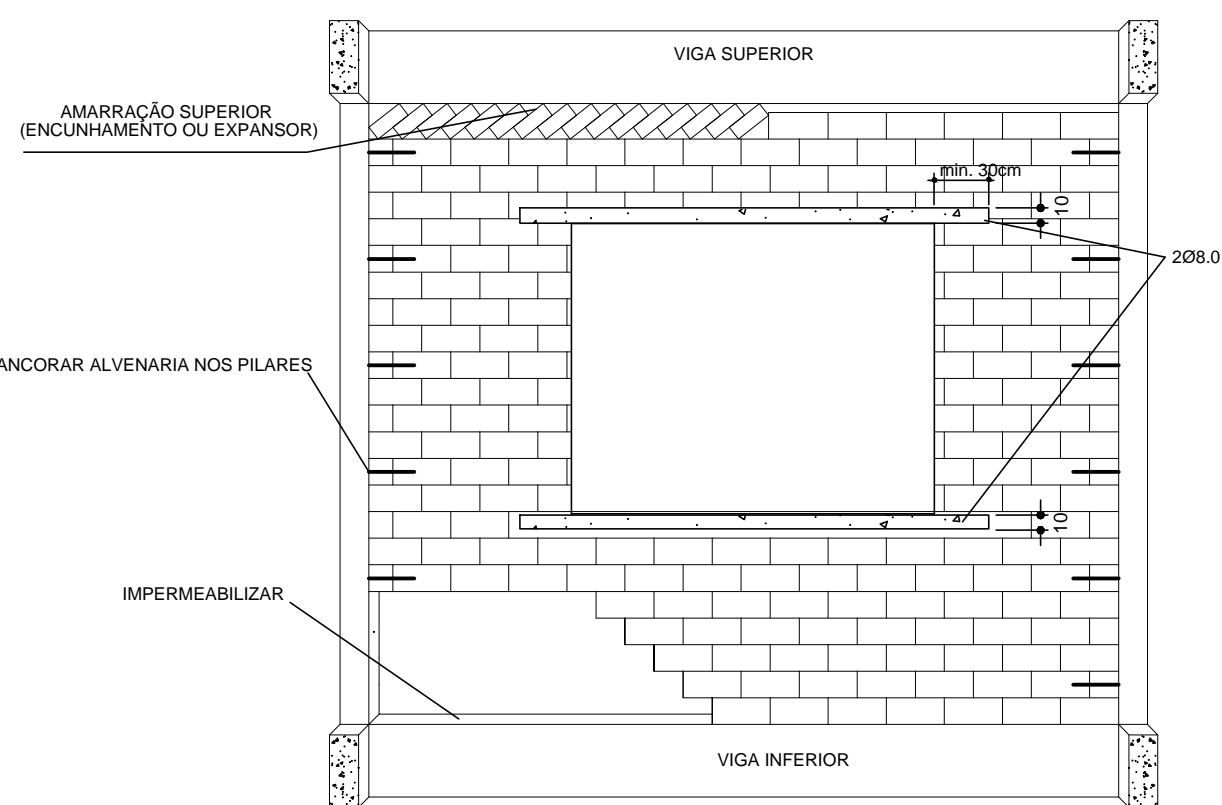 VIGA SUPERIOR
AMARRAÇÃO SUPERIOR
(ENCUNHAMENTO OU EXPANSOR)
min. 30cm
10
2Ø8.0
ANCORAR ALVENARIA NOS PILARES
10
IMPERMEABILIZAR
VIGA INFERIOR